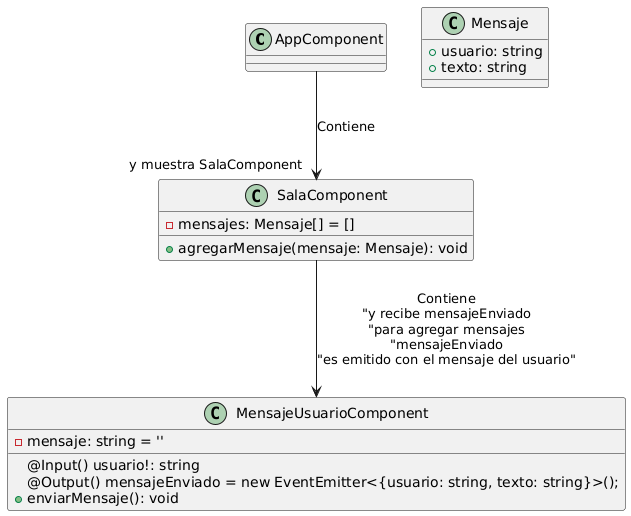 C AppComponent
C Mensaje
usuario: string
texto: string
Contiene
y muestra SalaComponent
C SalaComponent
mensajes: Mensaje[] = []
agregarMensaje(mensaje: Mensaje): void
Contiene
"y recibe mensajeEnviado
"para agregar mensajes
"mensajeEnviado
"es emitido con el mensaje del usuario"
C MensajeUsuarioComponent
mensaje: string = ''
@Input() usuario!: string
@Output() mensajeEnviado = new EventEmitter<{usuario: string, texto: string}>();
enviarMensaje(): void